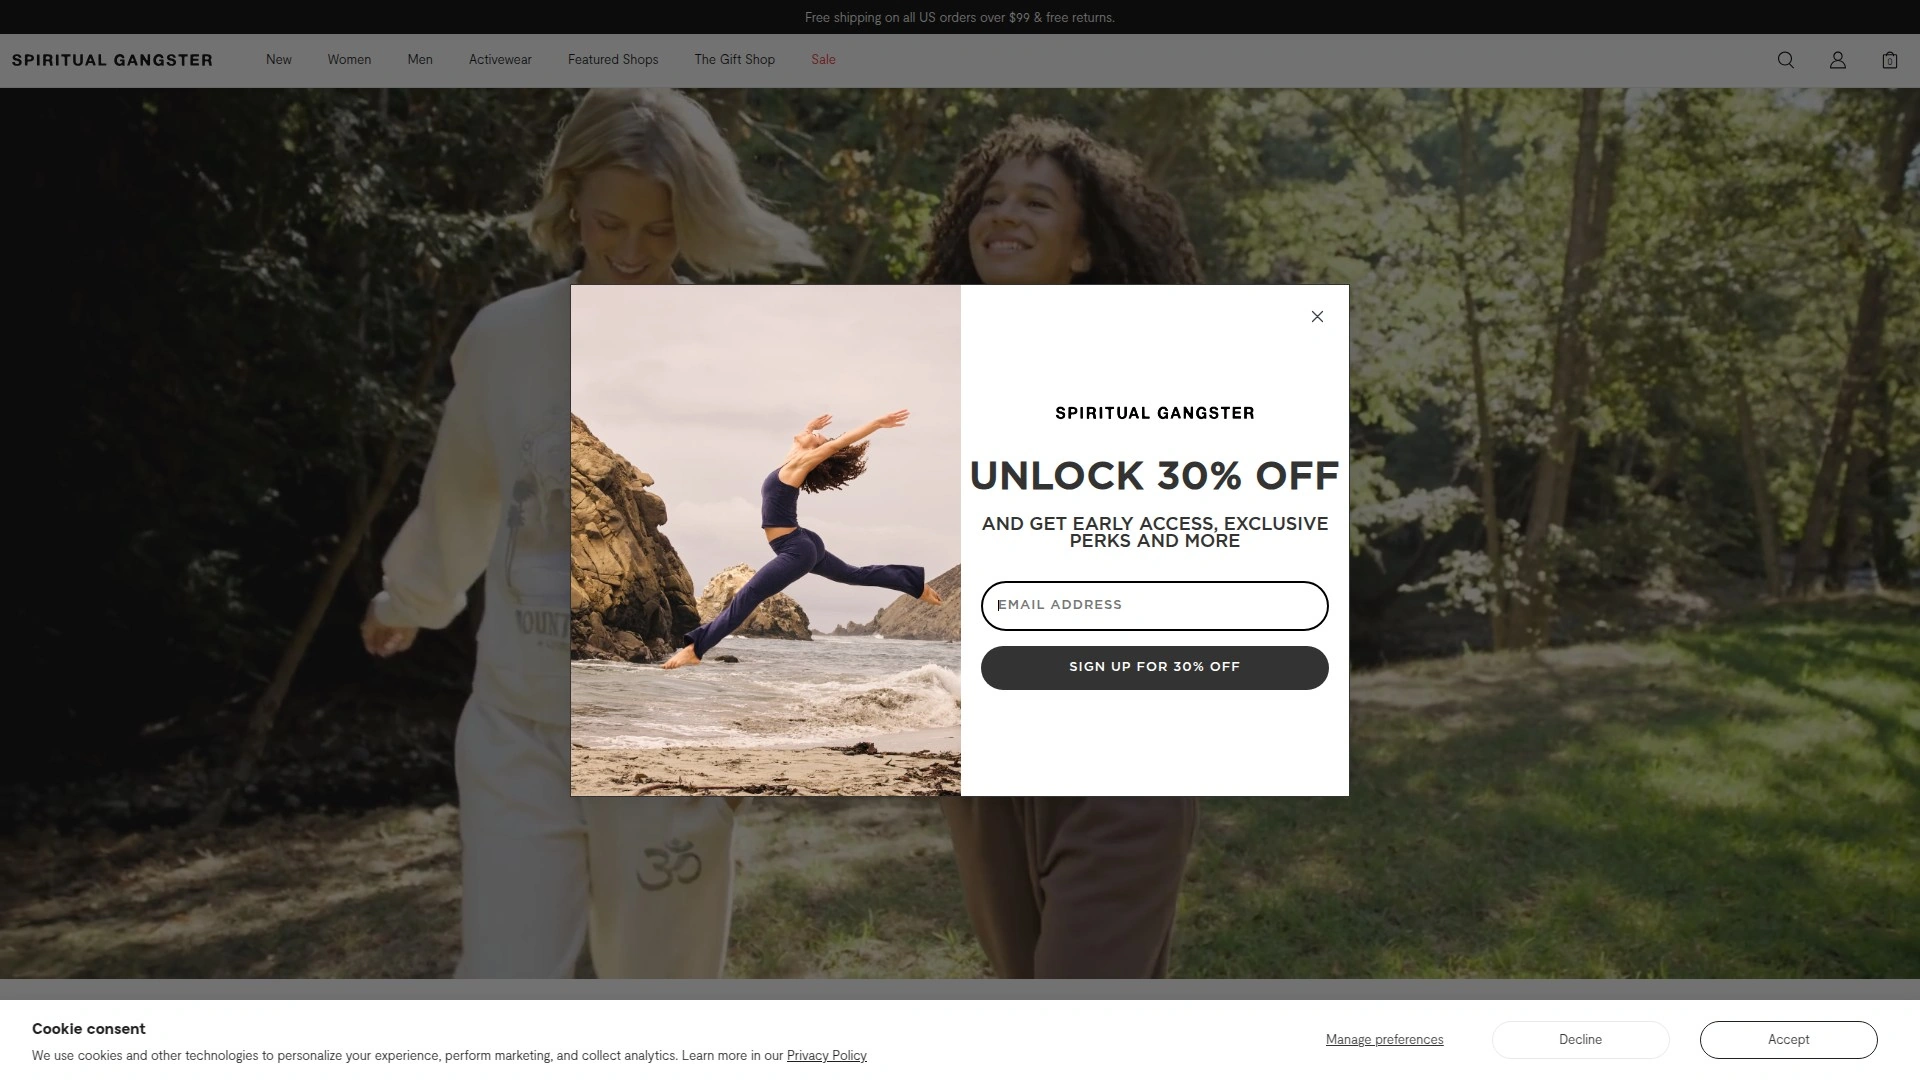 Free shipping on all US orders over $99 & free returns.
SPIRITUAL GANGSTER
New
Women
Men
Activewear
Featured Shops
The Gift Shop
Sale
0
SPIRITUAL GANGSTER
UNLOCK 30% OFF
AND GET EARLY ACCESS, EXCLUSIVE
PERKS AND MORE
EMAIL ADDRESS
SIGN UP FOR 30% OFF
Cookie consent
We use cookies and other technologies to personalize your experience, perform marketing, and collect analytics. Learn more in our Privacy Policy
Manage preferences
Decline
Accept